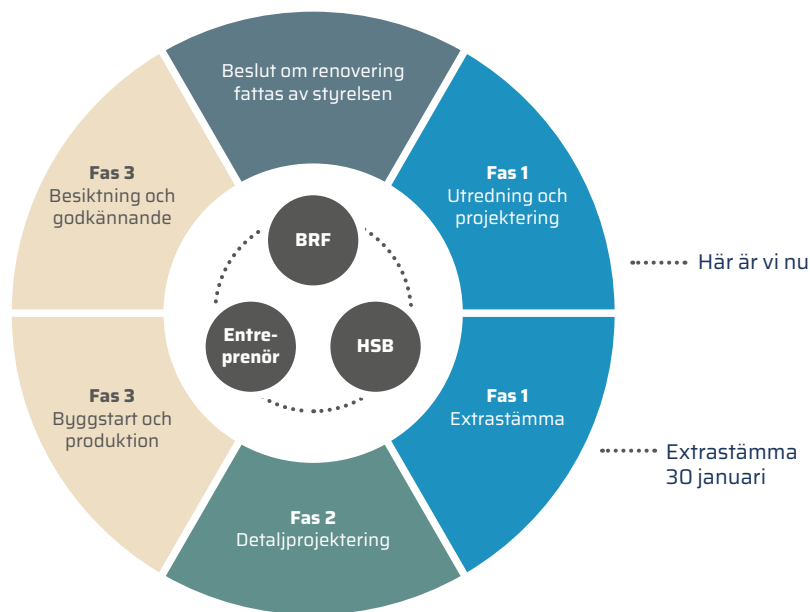 Beslut om renovering
fattas av styrelsen
Fas 1
Utredning och
projektering
Här är vi nu
Fas 1
Extrastämma
Extrastämma
30 januari
Fas 2
Detaljprojektering
Fas 3
Byggstart och
produktion
Fas 3
Besiktning och
godkännande
BRF
HSB
Entre-
prenör